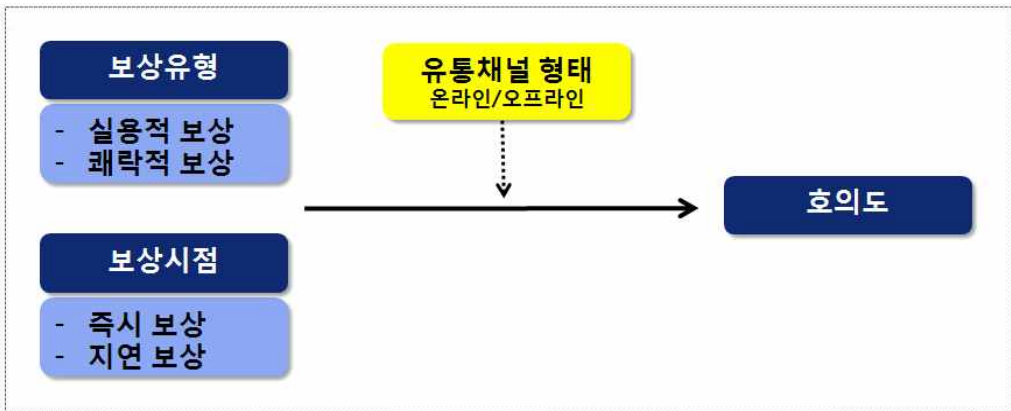 보상유형
- 실용적 보상
- 쾌락적 보상
유통채널 형태
온라인/오프라인
호의도
보상시점
- 즉시 보상
- 지연 보상